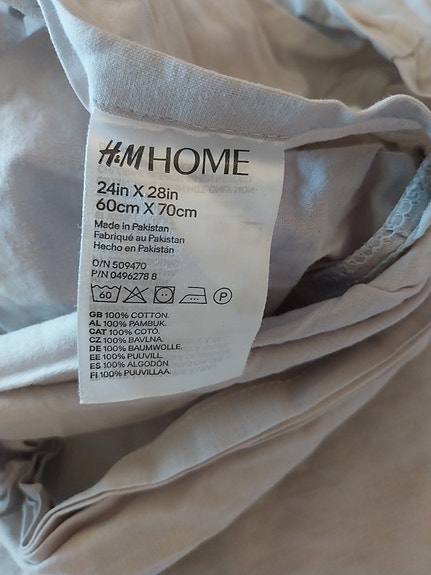 H&M HOME
24in X 28in
60cm X 70cm
Made in Pakistan
Fabriqué au Pakistan
Hecho en Pakistán
O/N 509470
P/N 0496278 8
60 P
GB 100% COTTON.
AL 100% PAMBUK.
CAT 100% COTÓ.
CZ 100% BAVLNA.
DE 100% BAUMWOLLE.
EE 100% PUUVILL.
ES 100% ALGODÓN.
FI 100% PUUVILLAA.